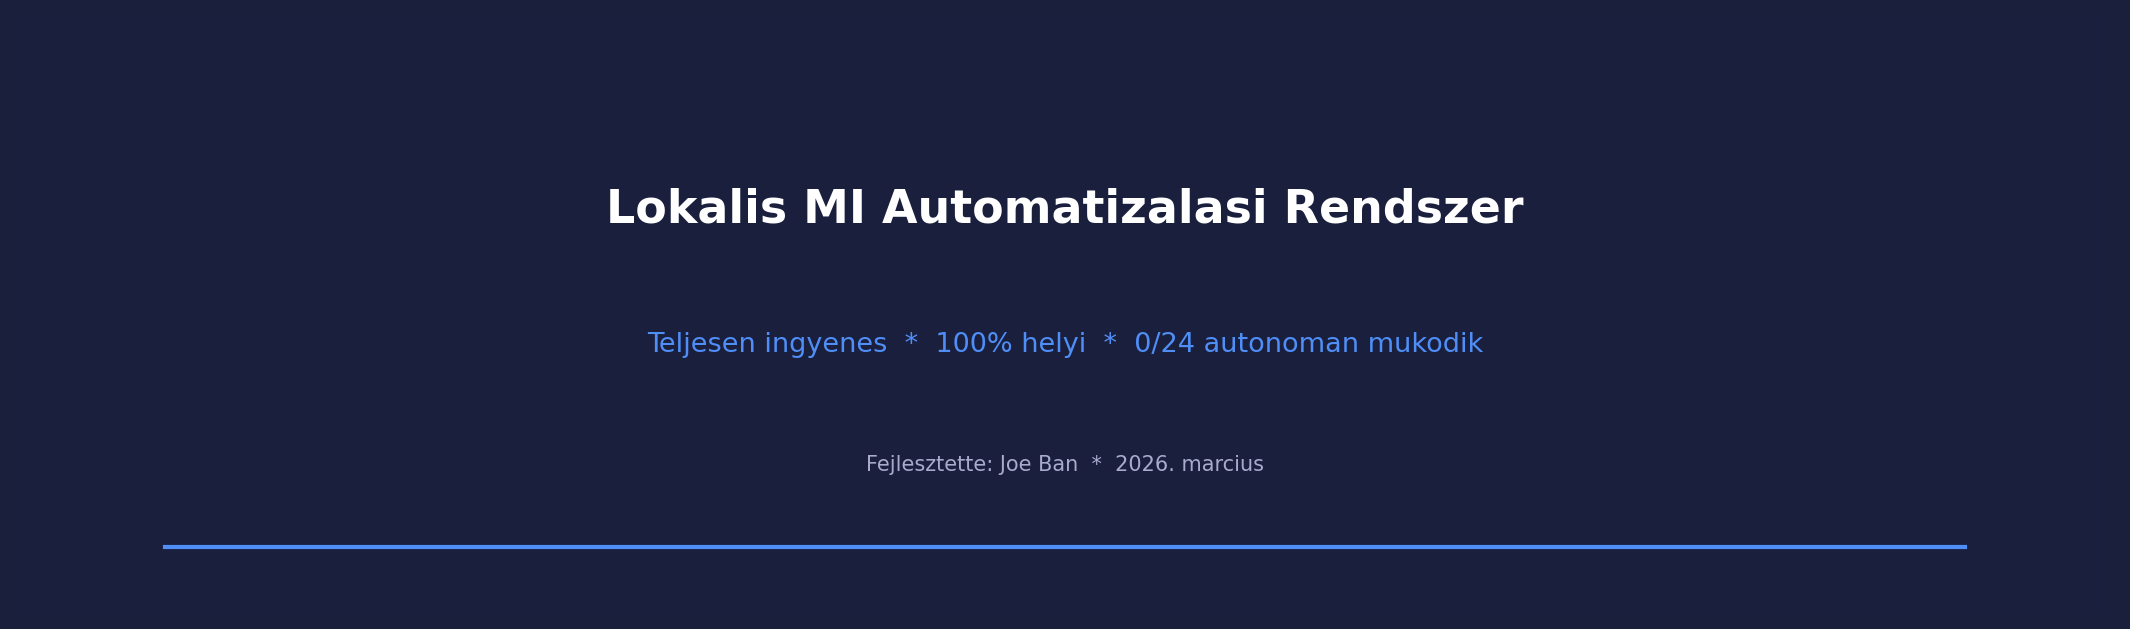 Lokalis MI Automatizalasi Rendszer
Teljesen ingyenes * 100% helyi * 0/24 autonoman mukodik
Fejlesztette: Joe Ban * 2026. marcius